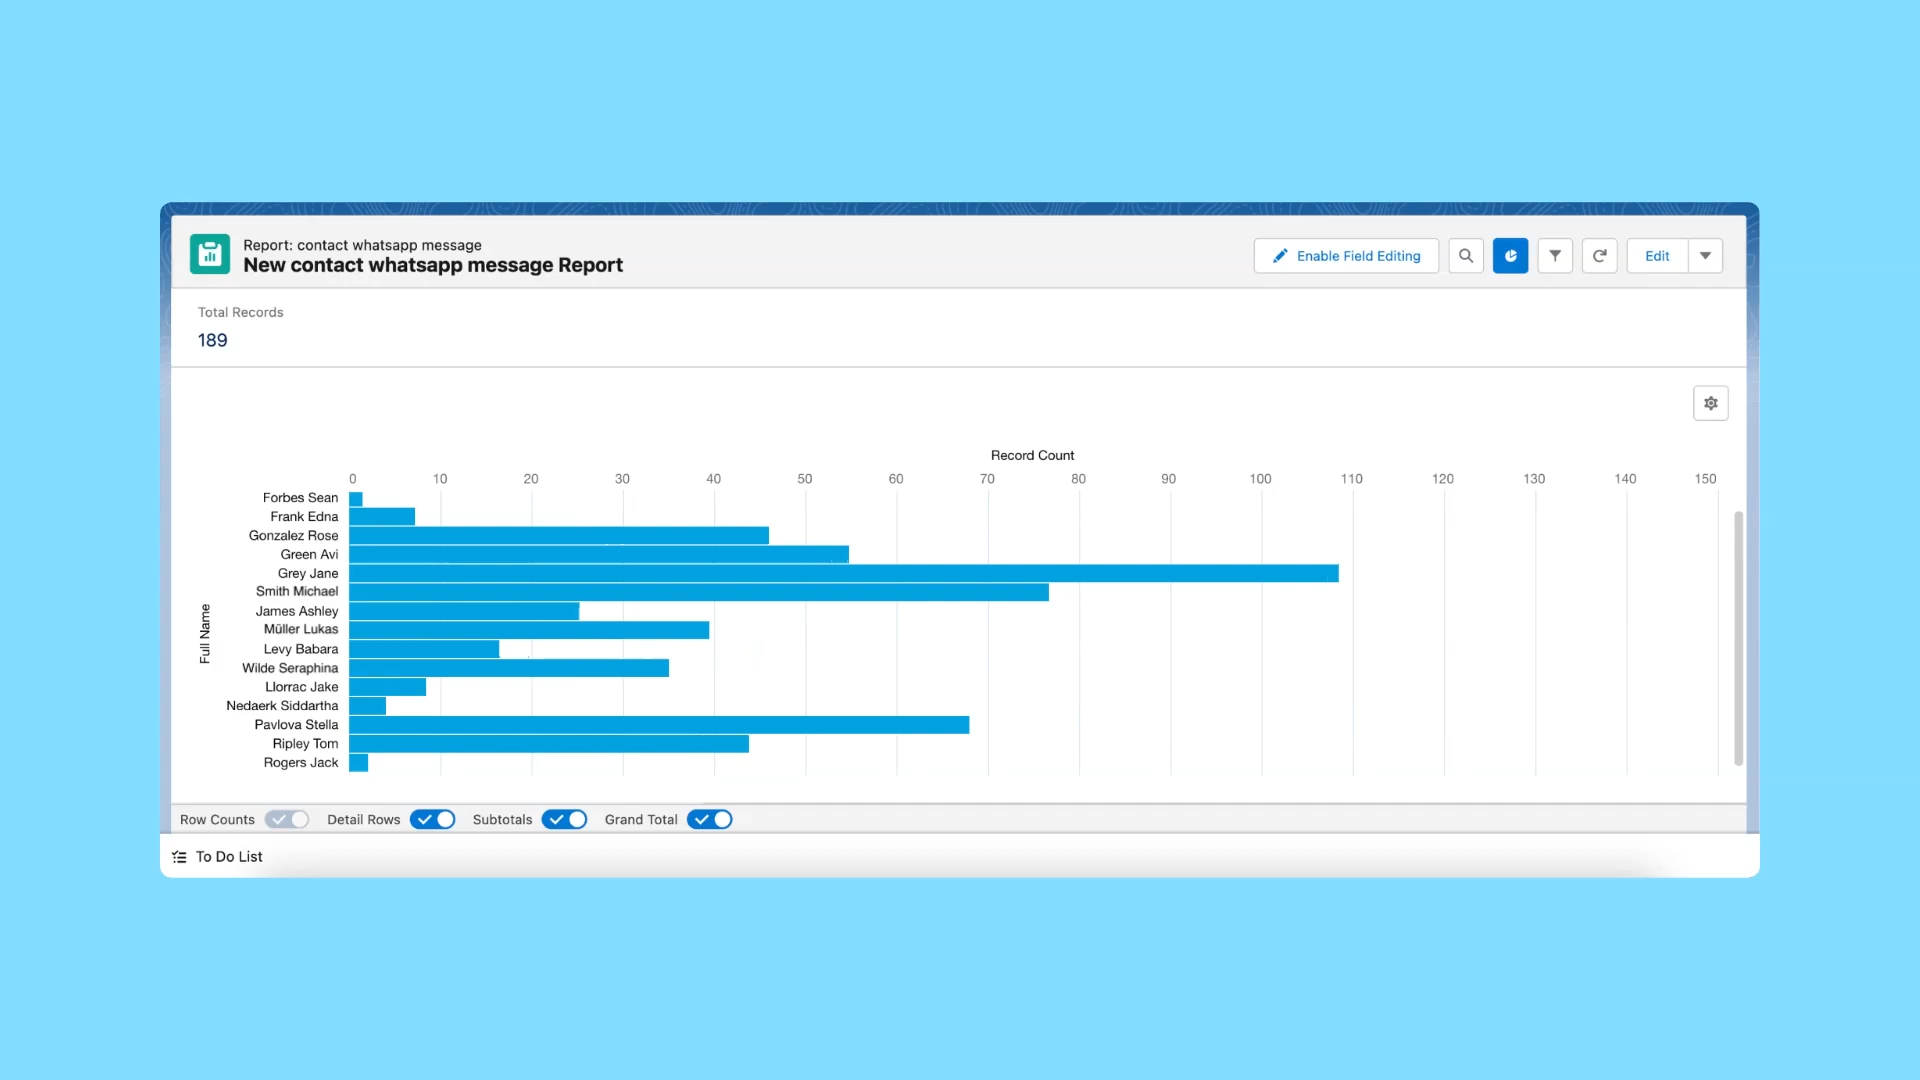 Report: contact whatsapp message
New contact whatsapp message Report
Enable Field Editing
Edit
Total Records
189
Record Count
0 10 20 30 40 50 60 70 80 90 100 110 120 130 140 150
Full Name
Forbes Sean
Frank Edna
Gonzalez Rose
Green Avi
Grey Jane
Smith Michael
James Ashley
Müller Lukas
Levy Babara
Wilde Seraphina
Llorrac Jake
Nedaerk Siddartha
Pavlova Stella
Ripley Tom
Rogers Jack
Row Counts Detail Rows Subtotals Grand Total
To Do List